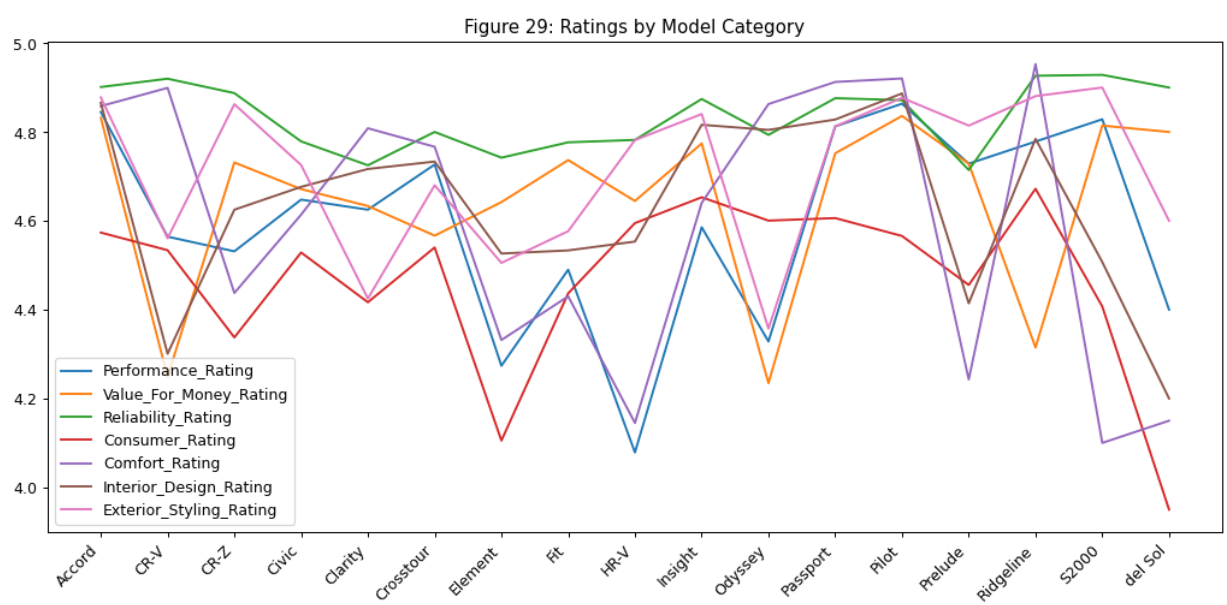 Figure 29: Ratings by Model Category
5.0
4.8
4.6
4.4
4.2
4.0
Performance_Rating
Value_For_Money_Rating
Reliability_Rating
Consumer_Rating
Comfort_Rating
Interior_Design_Rating
Exterior_Styling_Rating
Accord
CR-V
CR-Z
Civic
Clarity
Crosstour
Element
Fit
HR-V
Insight
Odyssey
Passport
Pilot
Prelude
Ridgeline
S2000
del Sol